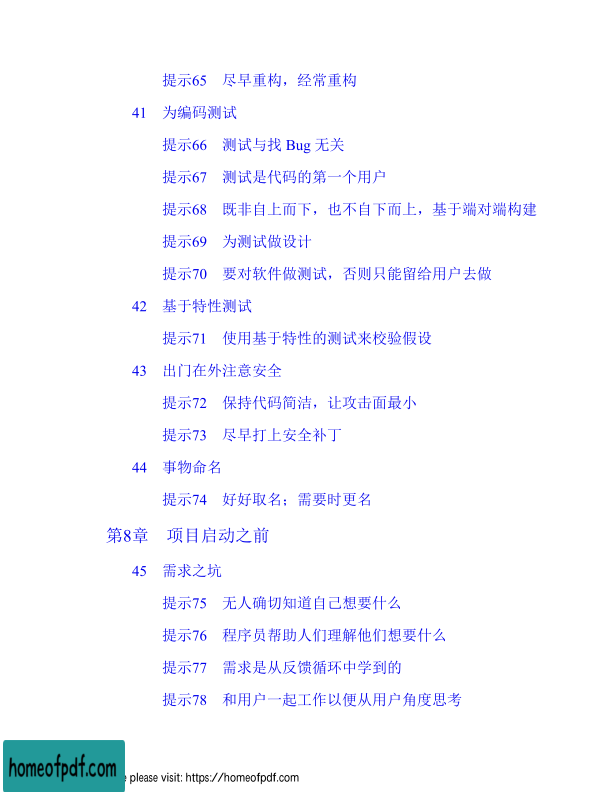 提示65 尽早重构，经常重构
41 为编码测试
提示66 测试与找 Bug 无关
提示67 测试是代码的第一个用户
提示68 既非自上而下，也不自下而上，基于端对端构建
提示69 为测试做设计
提示70 要对软件做测试，否则只能留给用户去做
42 基于特性测试
提示71 使用基于特性的测试来校验假设
43 出门在外注意安全
提示72 保持代码简洁，让攻击面最小
提示73 尽早打上安全补丁
44 事物命名
提示74 好好取名；需要时更名
第8章 项目启动之前
45 需求之坑
提示75 无人确切知道自己想要什么
提示76 程序员帮助人们理解他们想要什么
提示77 需求是从反馈循环中学到的
提示78 和用户一起工作以便从用户角度思考
homeofpdf.com
please visit: https://homeofpdf.com